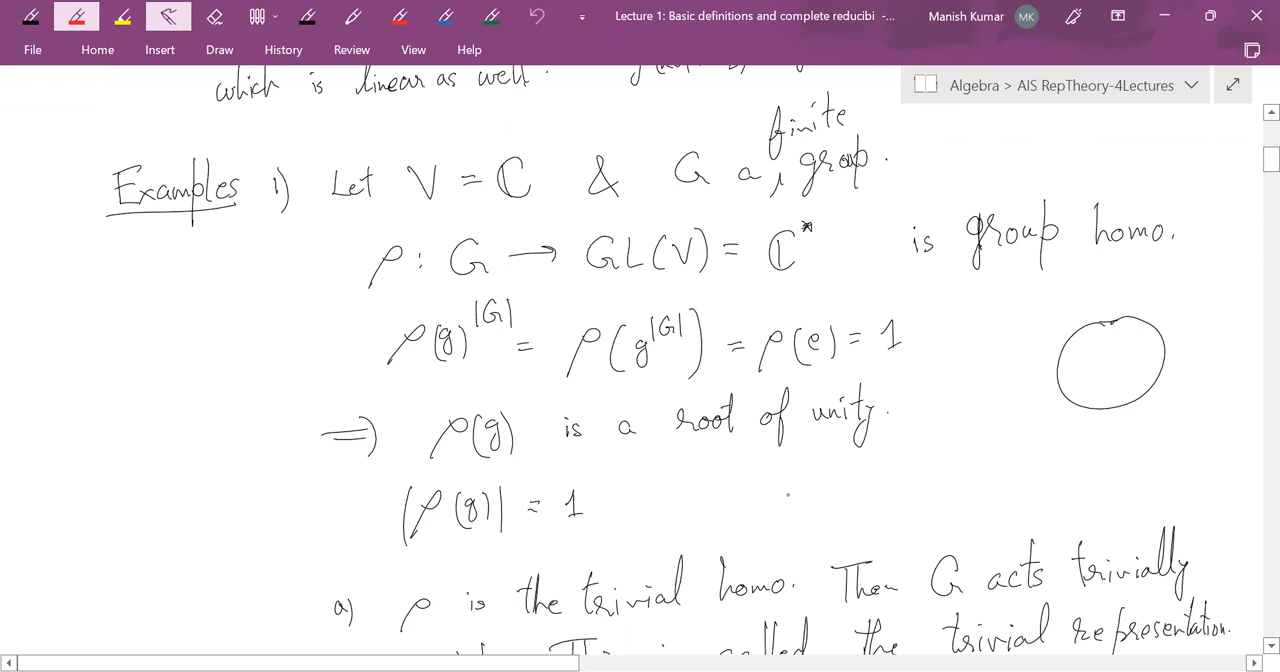 Lecture 1: Basic definitions and complete reducibi -...
Manish Kumar MK
File Home Insert Draw History Review View Help
Algebra > AIS RepTheory-4Lectures
which is linear as well.
finite
Examples 1) Let V = ℂ & G a, group.
ρ : G → GL(V) = ℂ* is group homo.
ρ(g)^|G| = ρ(g^|G|) = ρ(e) = 1
⟹ ρ(g) is a root of unity.
|ρ(g)| = 1
a) ρ is the trivial homo. Then G acts trivially
called the trivial representation.